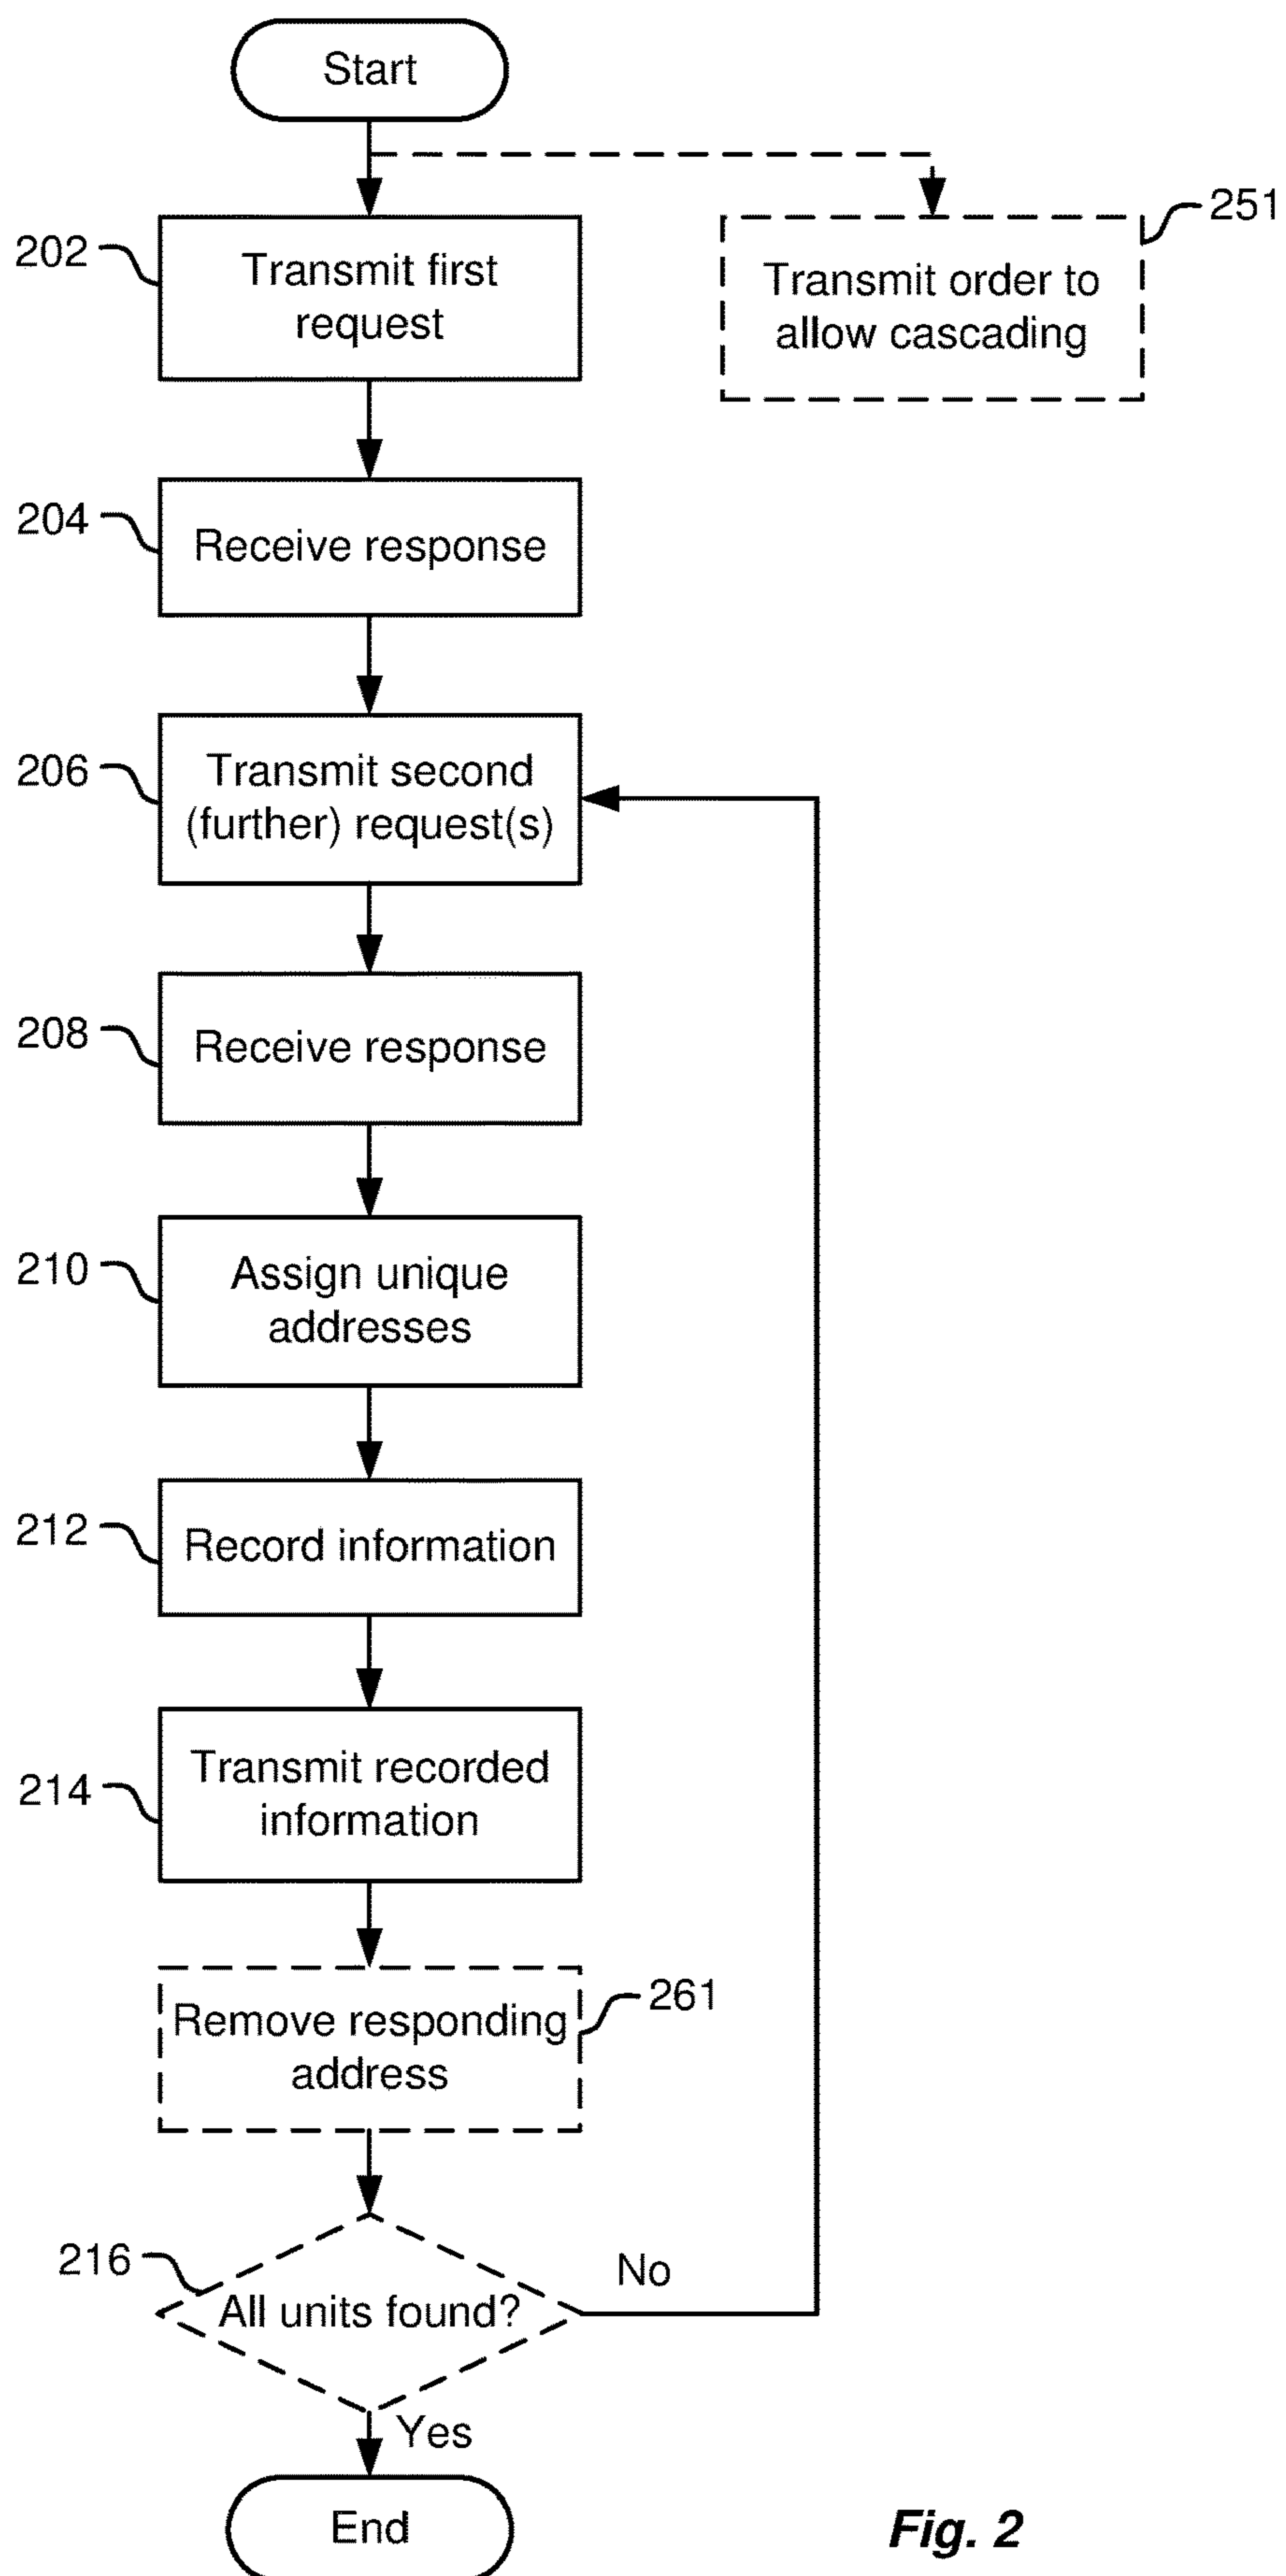 Start
251
202
Transmit first
request
Transmit order to
allow cascading
204
Receive response
206
Transmit second
(further) request(s)
208
Receive response
210
Assign unique
addresses
212
Record information
214
Transmit recorded
information
261
Remove responding
address
216
All units found?
No
Yes
End
Fig. 2